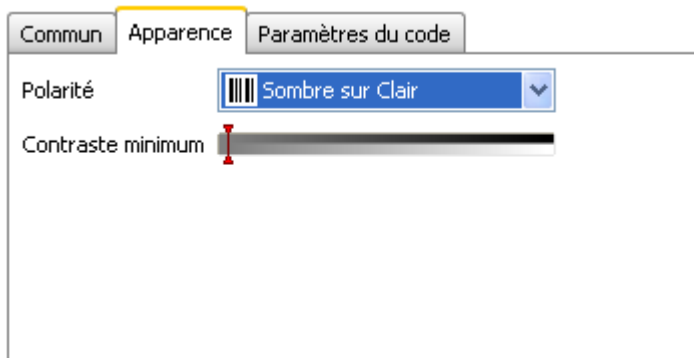 Commun Apparence Paramètres du code
Polarité Sombre sur Clair
Contraste minimum